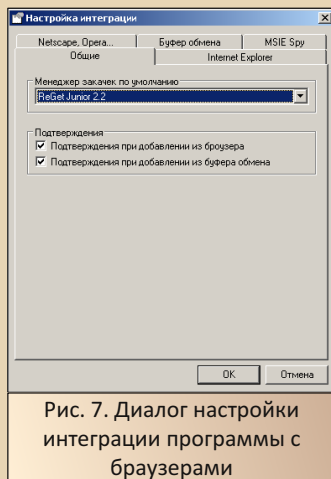 Настройка интеграции
Netscape, Opera...
Буфер обмена
MSIE Spy
Общие
Internet Explorer
Менеджер закачек по умолчанию
ReGet Junior 2.2
Подтверждения
Подтверждения при добавлении из броузера
Подтверждения при добавлении из буфера обмена
OK
Отмена
Рис. 7. Диалог настройки
интеграции программы с
браузерами